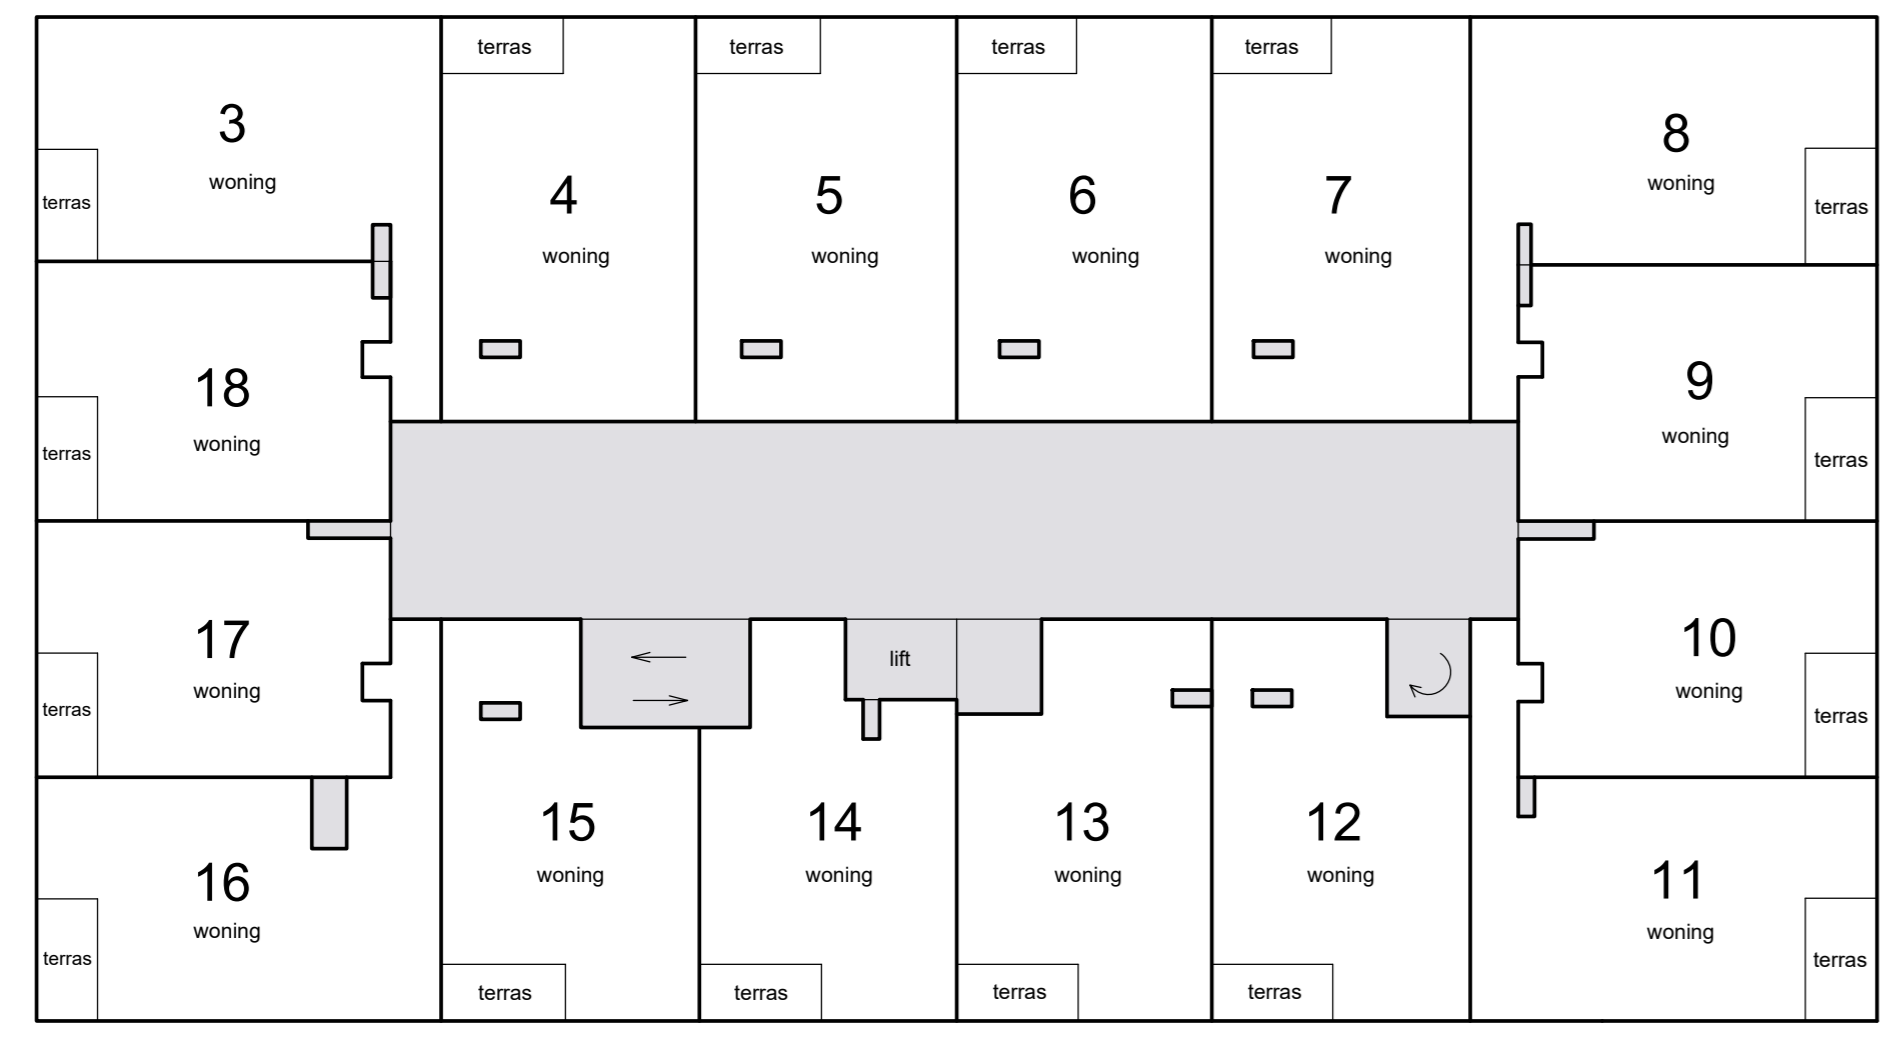 terras
terras
terras
terras
3
woning
terras
8
woning
terras
4
woning
5
woning
6
woning
7
woning
18
woning
terras
9
woning
terras
17
woning
terras
lift
10
woning
terras
15
woning
14
woning
13
woning
12
woning
16
woning
terras
11
woning
terras
terras
terras
terras
terras